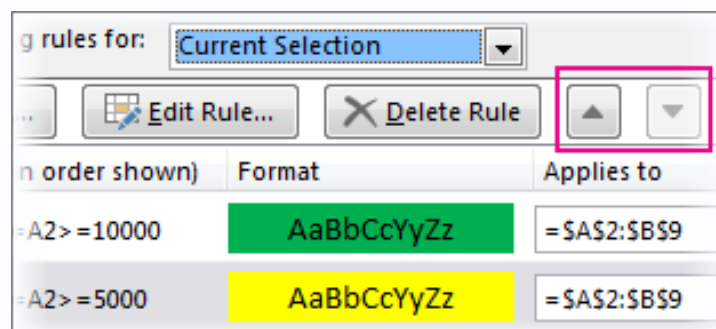 g rules for: Current Selection
... Edit Rule... Delete Rule
n order shown) Format Applies to
=A2>=10000 AaBbCcYyZz =$A$2:$B$9
=A2>=5000 AaBbCcYyZz =$A$2:$B$9